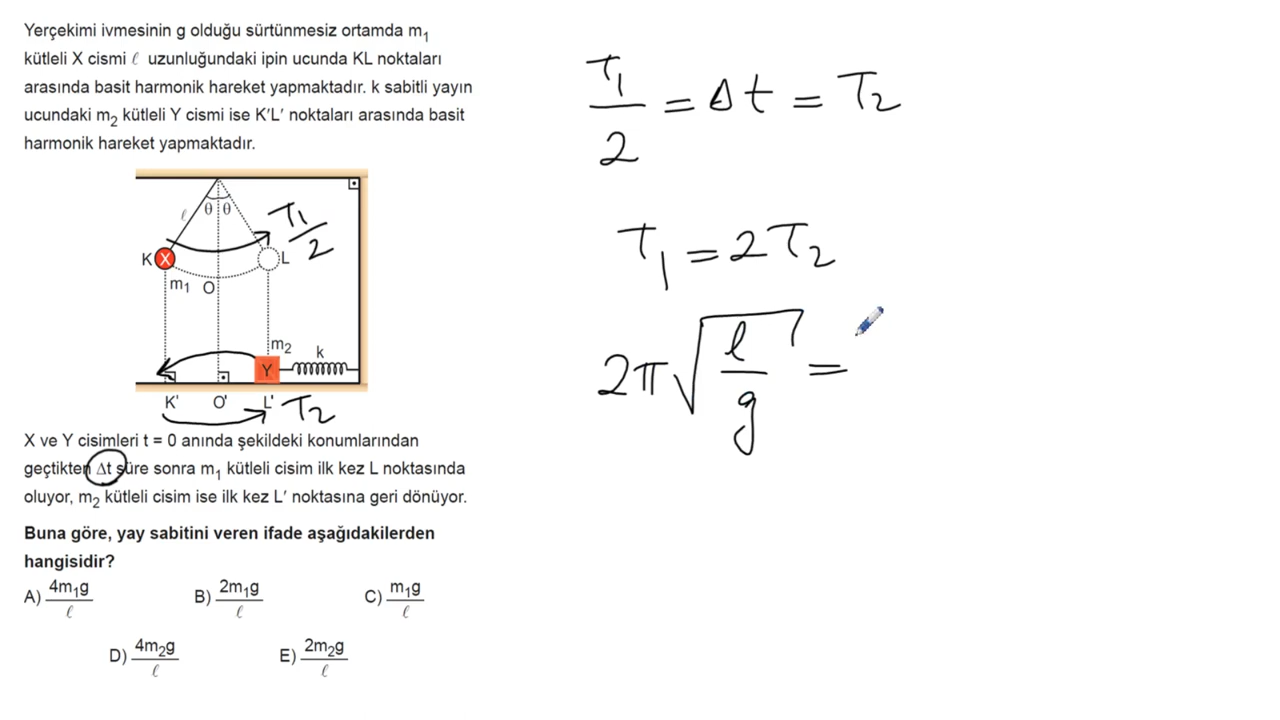 Yerçekimi ivmesinin g olduğu sürtünmesiz ortamda m₁
kütleli X cismi ℓ uzunluğundaki ipin ucunda KL noktaları
arasında basit harmonik hareket yapmaktadır. k sabitli yayın
ucundaki m₂ kütleli Y cismi ise K′L′ noktaları arasında basit
harmonik hareket yapmaktadır.
ℓ θ θ
T₁/2
K X L
m₁ O
m₂ k
Y
K' O' L' T₂
X ve Y cisimleri t = 0 anında şekildeki konumlarından
geçtikten Δt süre sonra m₁ kütleli cisim ilk kez L noktasında
oluyor, m₂ kütleli cisim ise ilk kez L′ noktasına geri dönüyor.
Buna göre, yay sabitini veren ifade aşağıdakilerden
hangisidir?
A) 4m₁g/ℓ B) 2m₁g/ℓ C) m₁g/ℓ
D) 4m₂g/ℓ E) 2m₂g/ℓ
T₁/2 = Δt = T₂
T₁ = 2T₂
2π√(l/g) =